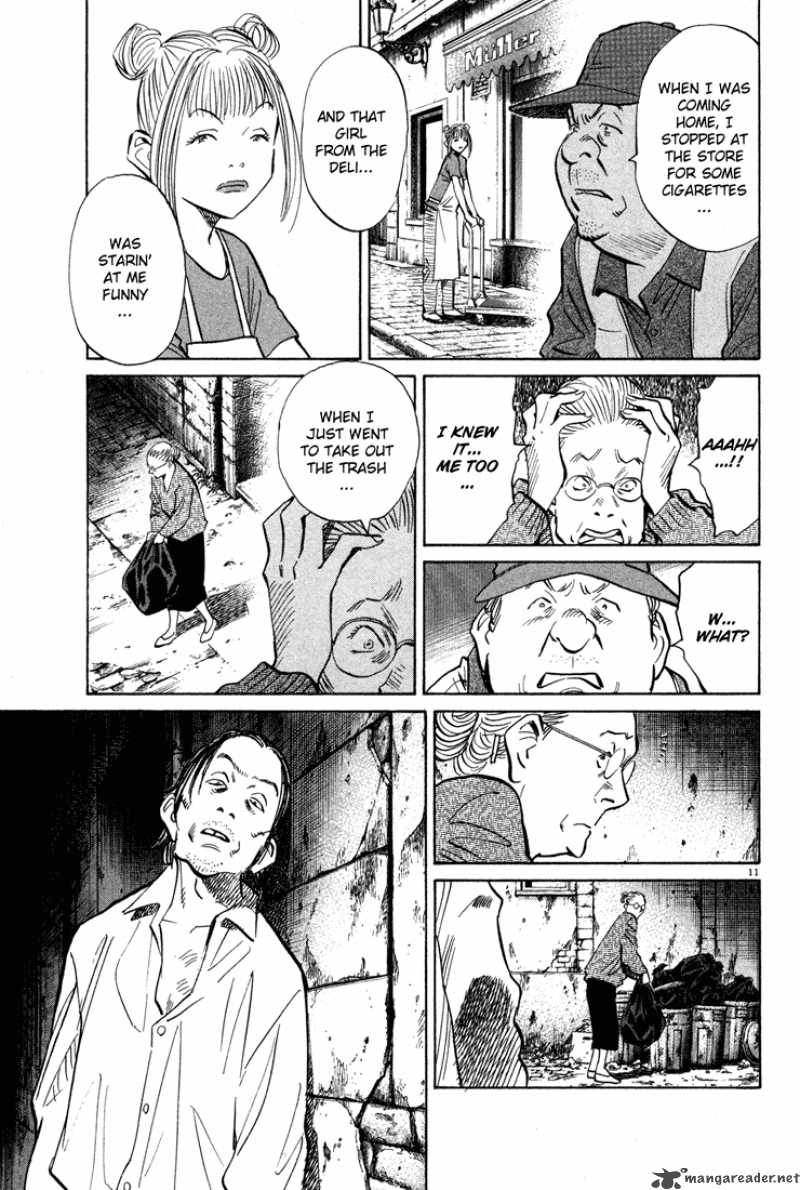 Müller
WHEN I WAS
COMING
HOME, I
STOPPED AT
THE STORE
FOR SOME
CIGARETTES
...
AND THAT
GIRL
FROM THE
DELI...
WAS
STARIN'
AT ME
FUNNY
...
AAAHH
...!!
I KNEW
IT...
ME TOO
...
WHEN I
JUST WENT
TO TAKE OUT
THE TRASH
...
W...
WHAT?
11
mangareader.net